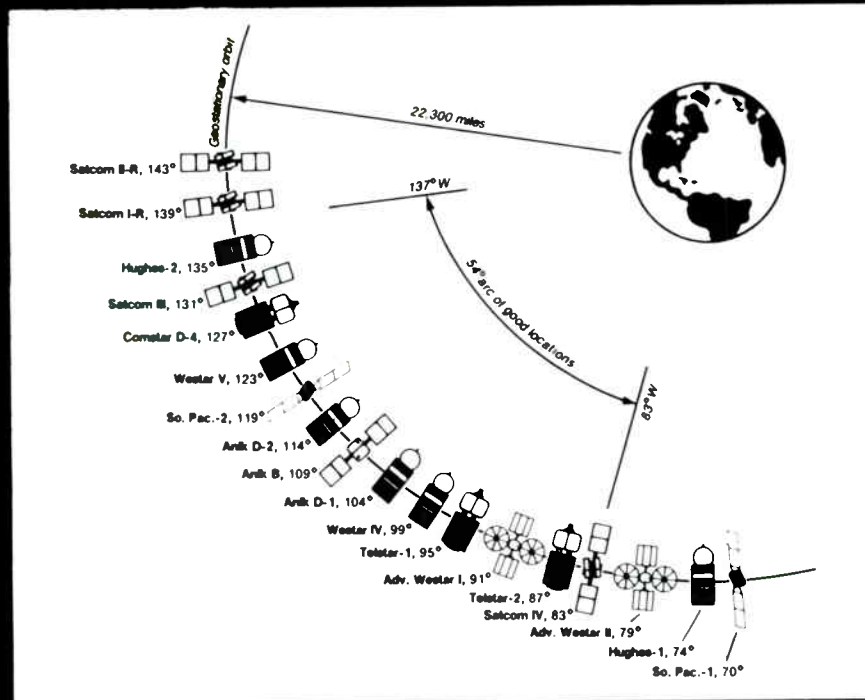 Geostationary orbit
22,300 miles
Satcom II-R, 143°
137° W
Satcom I-R, 139°
Hughes-2, 135°
54° arc of good locations
Satcom III, 131°
Comstar D-4, 127°
Westar V, 123°
83° W
So. Pac.-2, 119°
Anik D-2, 114°
Anik B, 109°
Anik D-1, 104°
Westar IV, 99°
Telstar-1, 95°
Adv. Westar I, 91°
Telstar-2, 87°
Satcom IV, 83°
Adv. Westar II, 79°
Hughes-1, 74°
So. Pac.-1, 70°